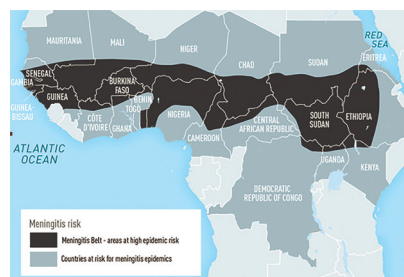 RED
SEA
MAURITANIA
MALI
NIGER
CHAD
SUDAN
ERITREA
SENEGAL
GAMBIA
GUINEA-
BISSAU
GUINEA
BURKINA
FASO
BENIN
TOGO
CÔTE
D'IVOIRE
GHANA
NIGERIA
CAMEROON
CENTRAL
AFRICAN REPUBLIC
SOUTH
SUDAN
ETHIOPIA
ATLANTIC
OCEAN
UGANDA
KENYA
DEMOCRATIC
REPUBLIC OF CONGO
Meningitis risk
Meningitis Belt - areas at high epidemic risk
Countries at risk for meningitis epidemics